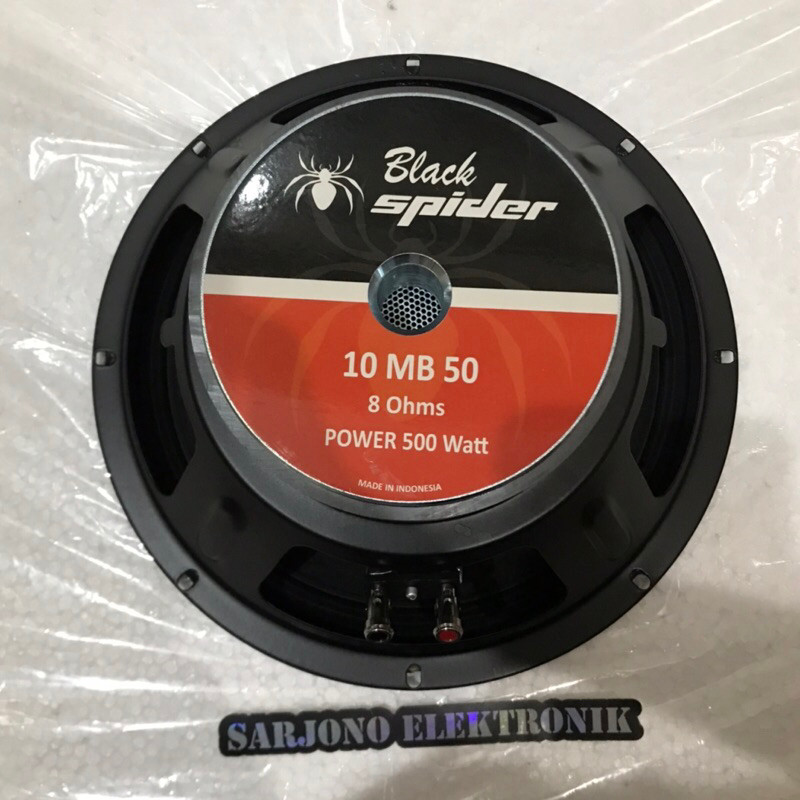 Black
spider
10 MB 50
8 Ohms
POWER 500 Watt
MADE IN INDONESIA
SARJONO ELEKTRONIK